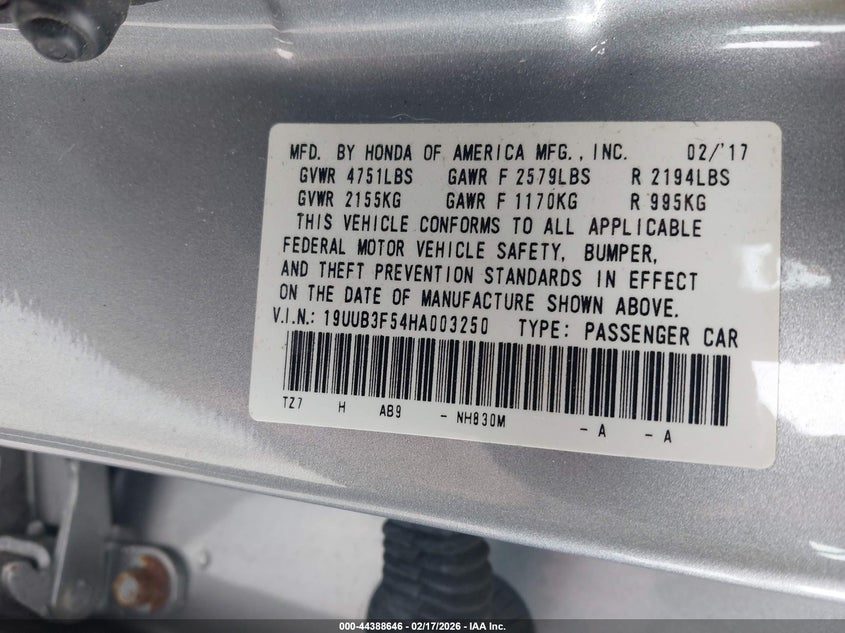 MFD. BY HONDA OF AMERICA MFG., INC. 02/'17
GVWR 4751LBS GAWR F 2579LBS R 2194LBS
GVWR 2155KG GAWR F 1170KG R 995KG
THIS VEHICLE CONFORMS TO ALL APPLICABLE
FEDERAL MOTOR VEHICLE SAFETY, BUMPER,
AND THEFT PREVENTION STANDARDS IN EFFECT
ON THE DATE OF MANUFACTURE SHOWN ABOVE.
V.I.N.: 19UUB3F54HA003250 TYPE: PASSENGER CAR
TZ7 H AB9 - NH830M - A - A
000-44388646 - 02/17/2026 - IAA Inc.